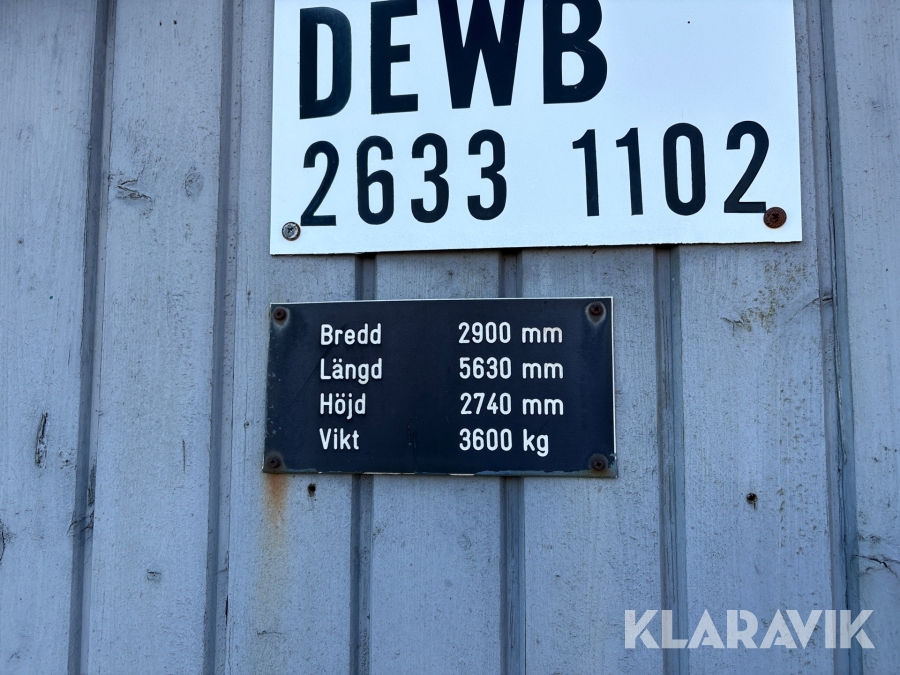 DEWB
2633 1102
Bredd 2900 mm
Längd 5630 mm
Höjd 2740 mm
Vikt 3600 kg
KLARAVIK